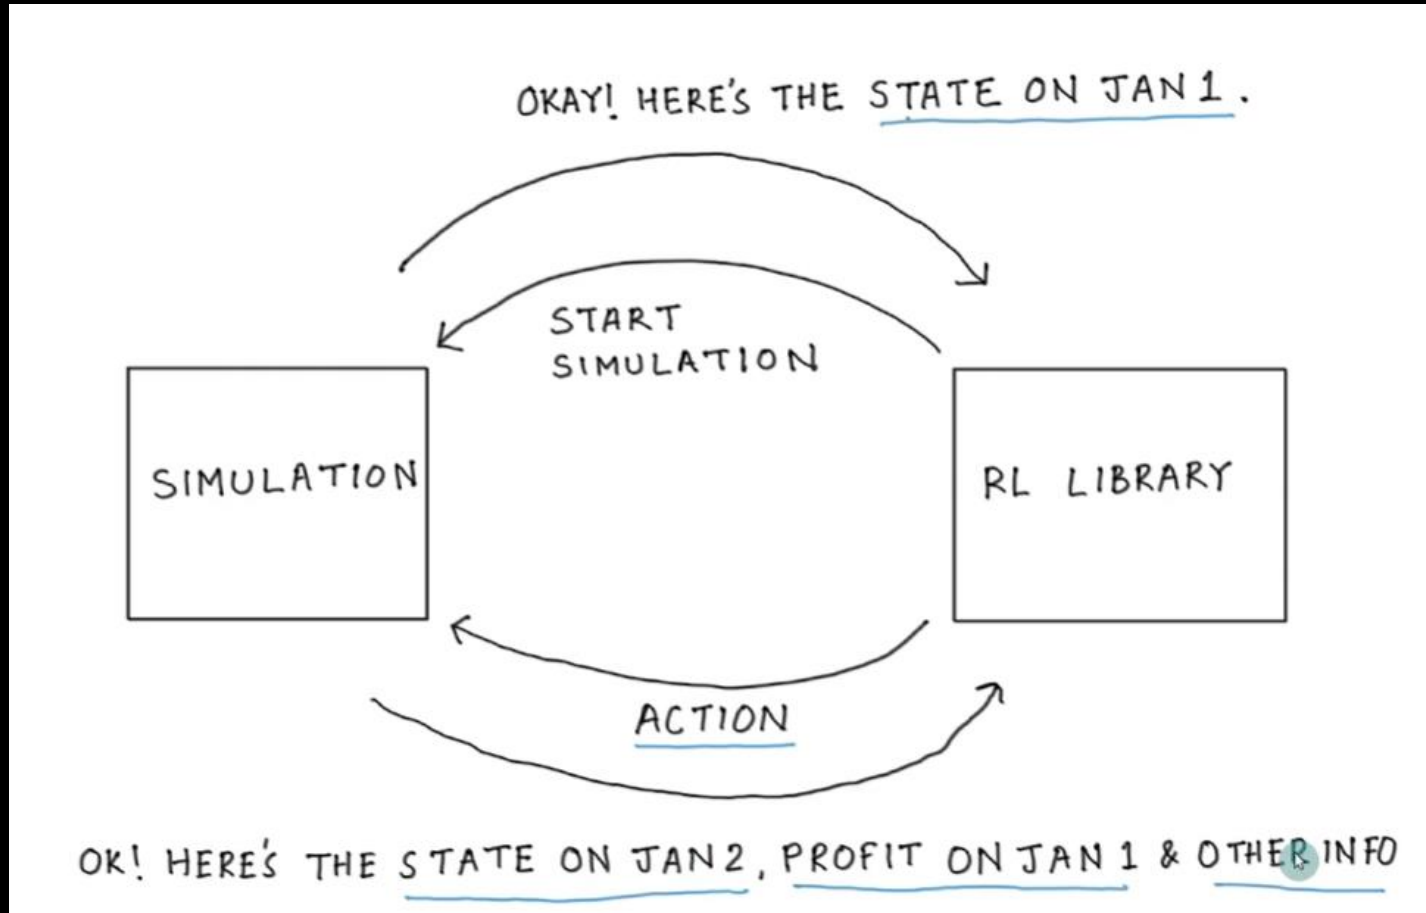 OKAY! HERE'S THE STATE ON JAN 1.
START
SIMULATION
SIMULATION
RL LIBRARY
ACTION
OK! HERE'S THE STATE ON JAN 2, PROFIT ON JAN 1 & OTHER INFO